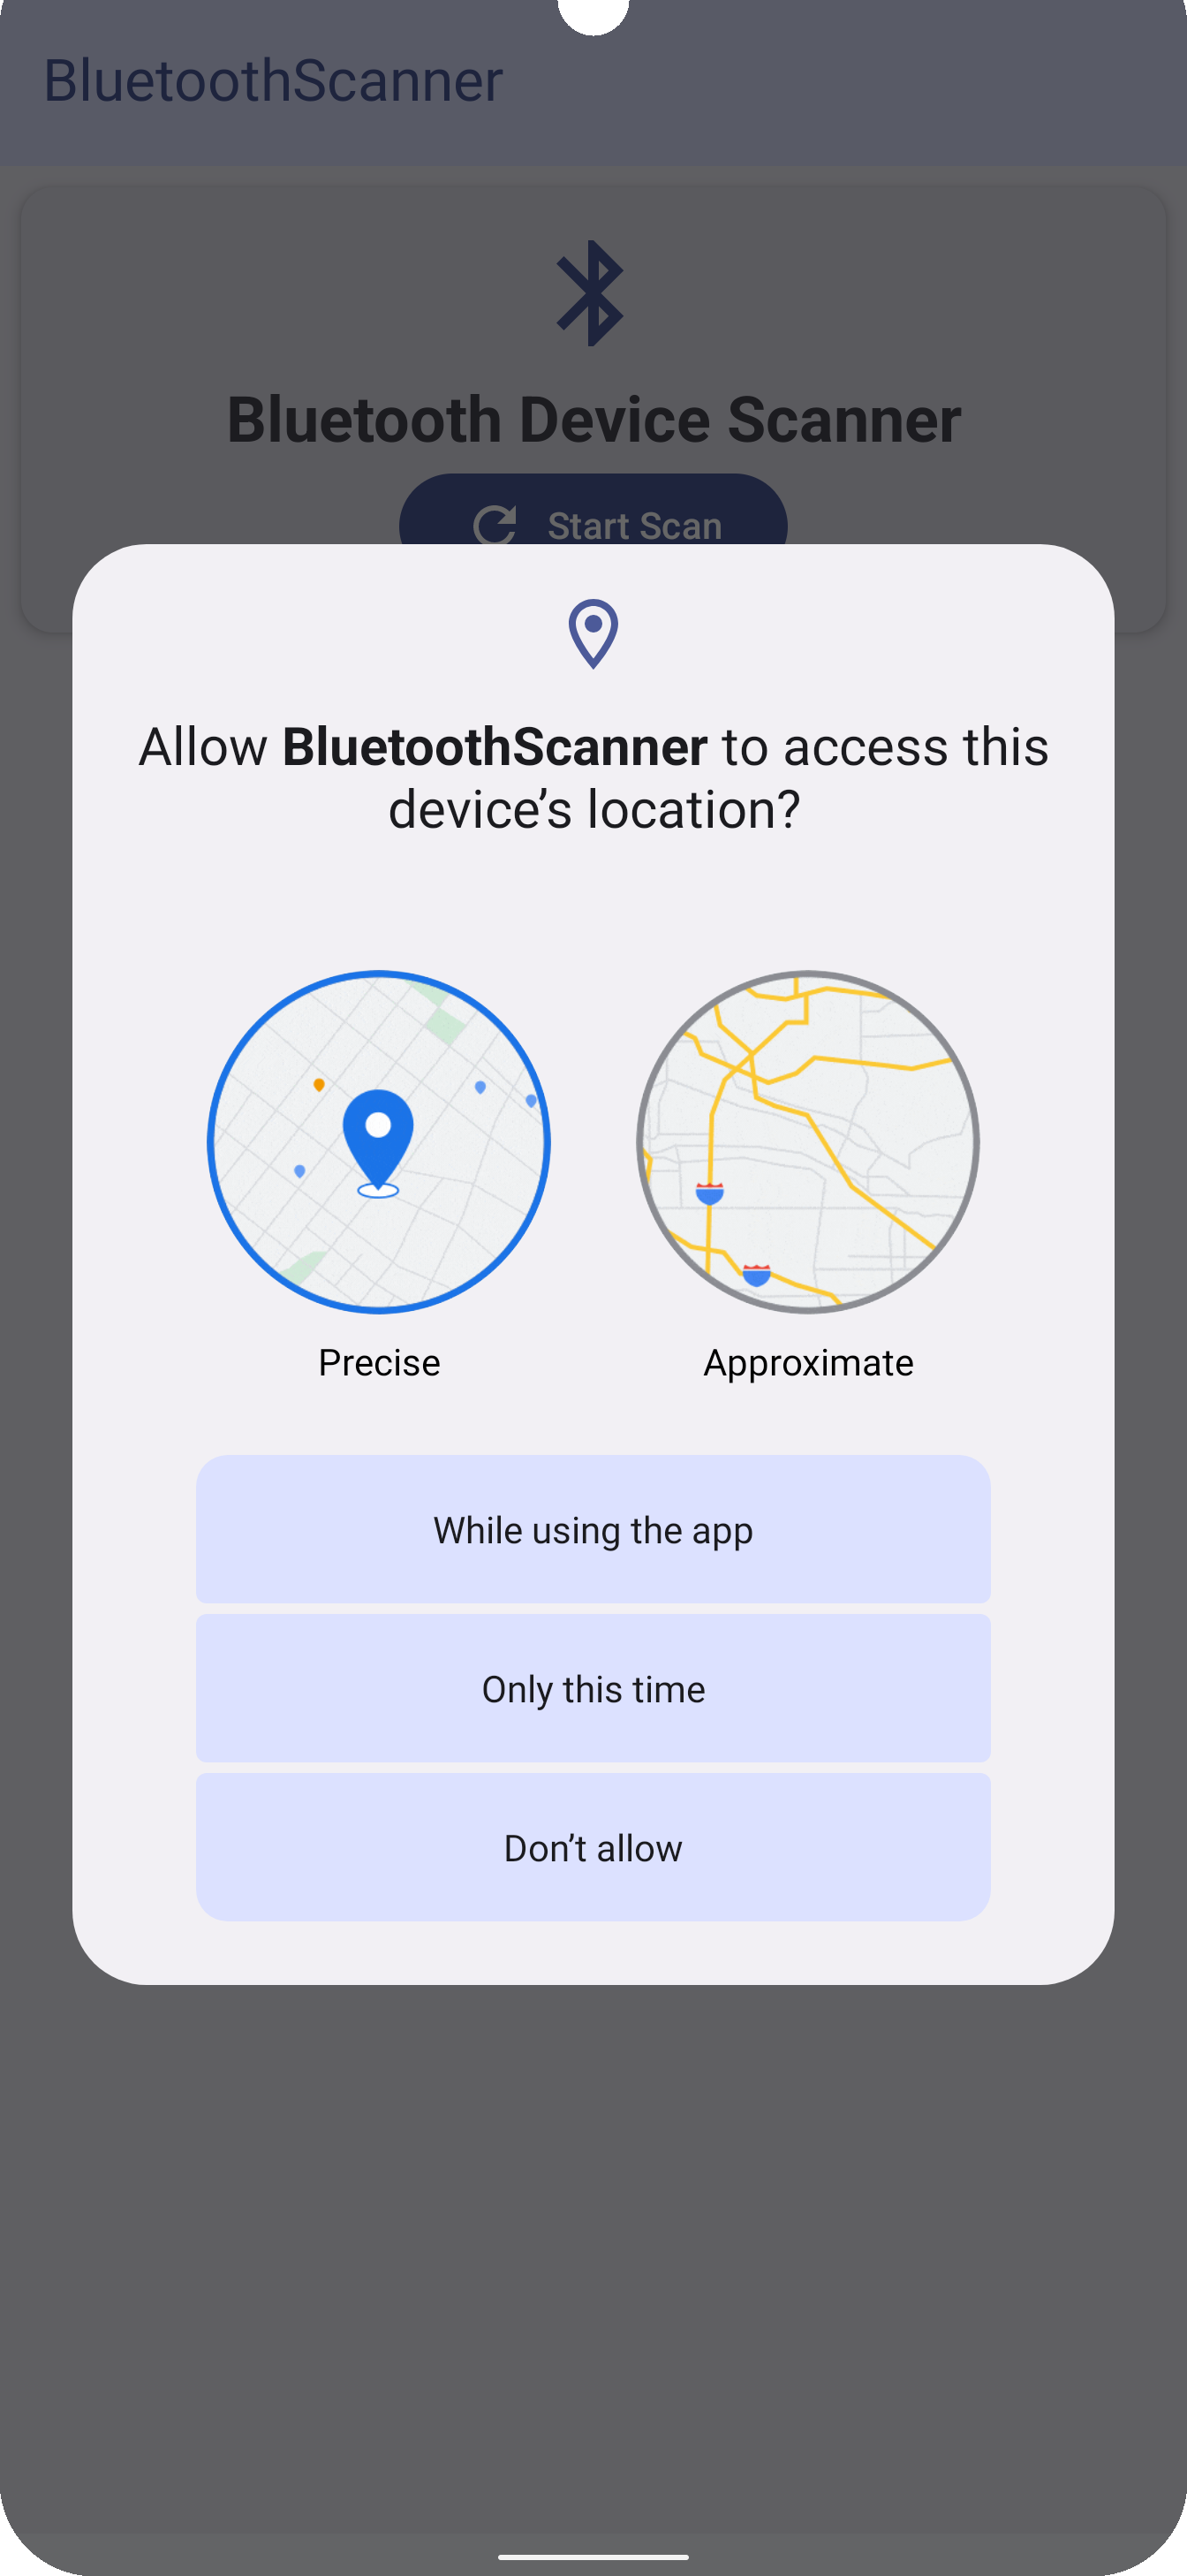 BluetoothScanner
Bluetooth Device Scanner
Start Scan
Allow BluetoothScanner to access this
device’s location?
Precise
Approximate
While using the app
Only this time
Don’t allow